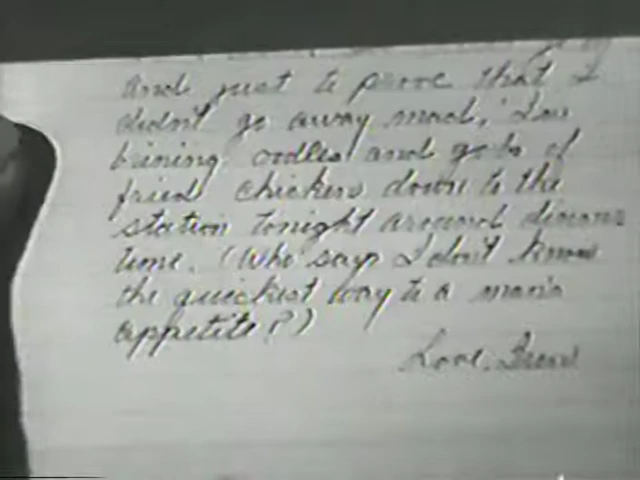 And just to prove that I
didn't go away mad, I'm
brining oodles and gobs of
fried chicken down to the
station tonight around dinner
time. (Who says I don't know
the quickest way to a man's
appetite?)
Love,